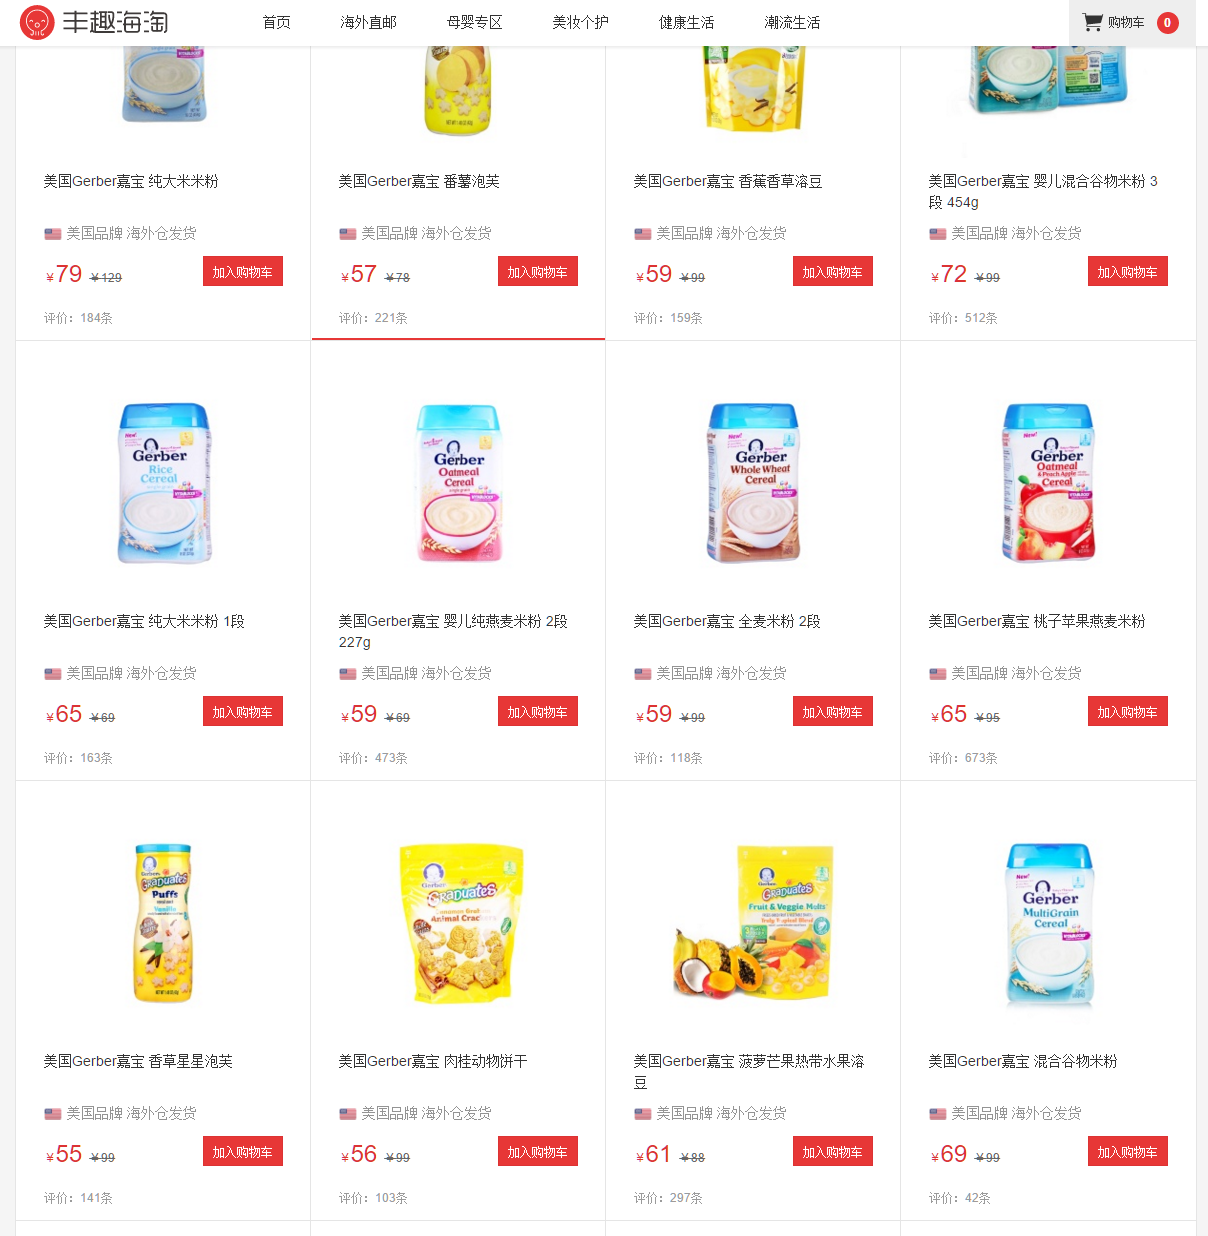 丰趣海淘
首页 海外直邮 母婴专区 美妆个护 健康生活 潮流生活
购物车 0
美国Gerber嘉宝 纯大米米粉
美国品牌 海外仓发货
¥79 ¥129 加入购物车
评价：184条
美国Gerber嘉宝 番薯泡芙
美国品牌 海外仓发货
¥57 ¥78 加入购物车
评价：221条
美国Gerber嘉宝 香蕉香草溶豆
美国品牌 海外仓发货
¥59 ¥99 加入购物车
评价：159条
美国Gerber嘉宝 婴儿混合谷物米粉 3
段 454g
美国品牌 海外仓发货
¥72 ¥99 加入购物车
评价：512条
New!
Gerber
Rice
Cereal
美国Gerber嘉宝 纯大米米粉 1段
美国品牌 海外仓发货
¥65 ¥69 加入购物车
评价：163条
Gerber
Oatmeal
Cereal
美国Gerber嘉宝 婴儿纯燕麦米粉 2段
227g
美国品牌 海外仓发货
¥59 ¥69 加入购物车
评价：473条
New!
Gerber
Whole Wheat
Cereal
美国Gerber嘉宝 全麦米粉 2段
美国品牌 海外仓发货
¥59 ¥99 加入购物车
评价：118条
New!
Gerber
Oatmeal
& Peach Apple
Cereal
美国Gerber嘉宝 桃子苹果燕麦米粉
美国品牌 海外仓发货
¥65 ¥95 加入购物车
评价：673条
Gerber
Graduates
Puffs
Vanilla
美国Gerber嘉宝 香草星星泡芙
美国品牌 海外仓发货
¥55 ¥99 加入购物车
评价：141条
Gerber
Graduates
Animal Crackers
美国Gerber嘉宝 肉桂动物饼干
美国品牌 海外仓发货
¥56 ¥99 加入购物车
评价：103条
Gerber
Graduates
Fruit & Veggie Melts
美国Gerber嘉宝 菠萝芒果热带水果溶
豆
美国品牌 海外仓发货
¥61 ¥88 加入购物车
评价：297条
New!
Gerber
MultiGrain
Cereal
美国Gerber嘉宝 混合谷物米粉
美国品牌 海外仓发货
¥69 ¥99 加入购物车
评价：42条